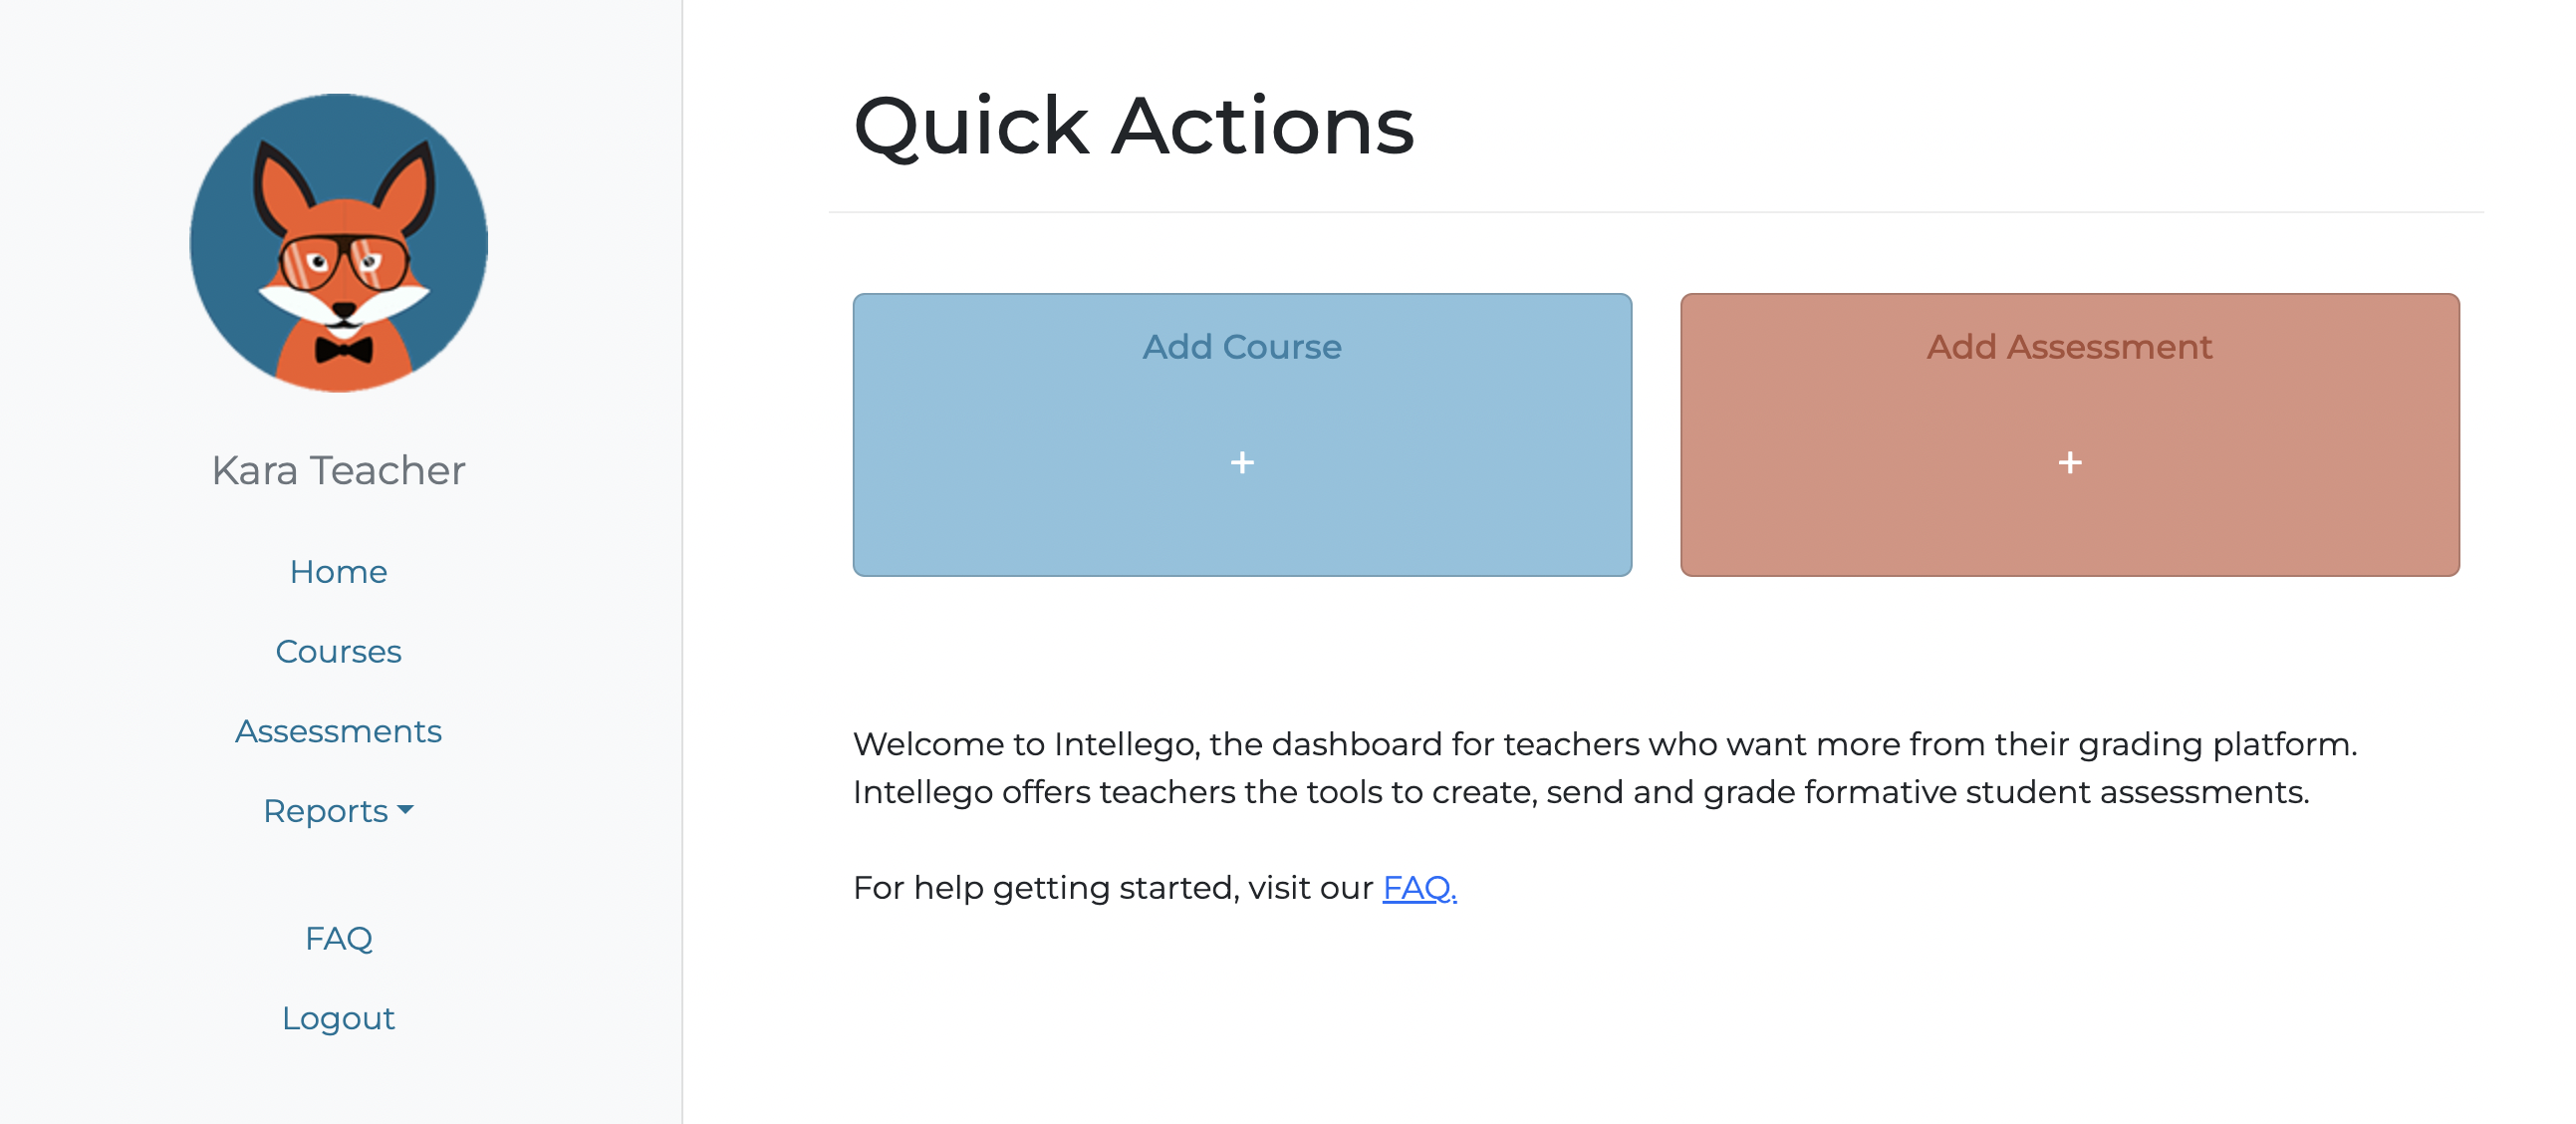 Kara Teacher
Home
Courses
Assessments
Reports
FAQ
Logout
Quick Actions
Add Course
+
Add Assessment
+
Welcome to Intellego, the dashboard for teachers who want more from their grading platform.
Intellego offers teachers the tools to create, send and grade formative student assessments.
For help getting started, visit our FAQ.